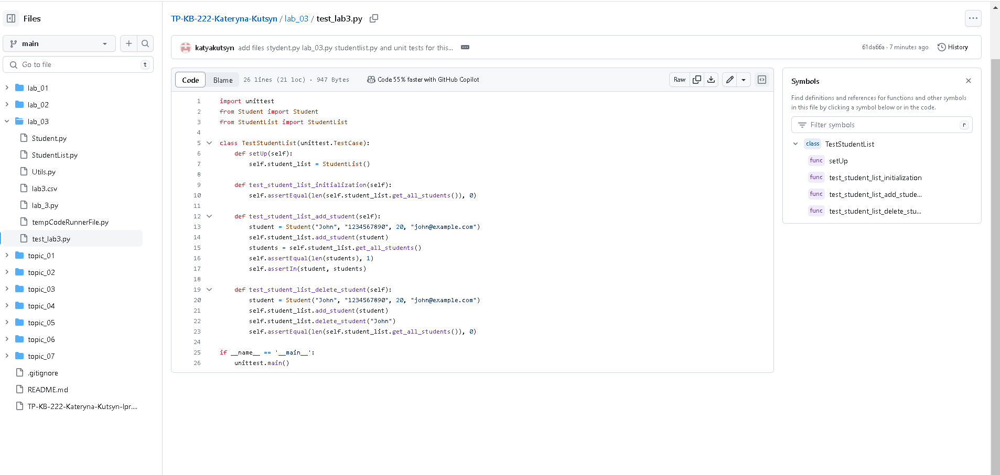 Files
main
Go to file
t
lab_01
lab_02
lab_03
Student.py
StudentList.py
Utils.py
lab3.csv
lab_3.py
tempCodeRunnerFile.py
test_lab3.py
topic_01
topic_02
topic_03
topic_04
topic_05
topic_06
topic_07
.gitignore
README.md
TP-KB-222-Kateryna-Kutsyn-lpr....
TP-KB-222-Kateryna-Kutsyn / lab_03 / test_lab3.py
katyakutsyn add files stydent.py lab_03.py studentlist.py and unit tests for this...
61da66a · 7 minutes ago History
Code Blame 26 lines (21 loc) · 947 Bytes Code 55% faster with GitHub Copilot Raw
1 import unittest
2 from Student import Student
3 from StudentList import StudentList
4
5 class TestStudentList(unittest.TestCase):
6     def setUp(self):
7         self.student_list = StudentList()
8
9     def test_student_list_initialization(self):
10         self.assertEqual(len(self.student_list.get_all_students()), 0)
11
12     def test_student_list_add_student(self):
13         student = Student("John", "1234567890", 20, "john@example.com")
14         self.student_list.add_student(student)
15         students = self.student_list.get_all_students()
16         self.assertEqual(len(students), 1)
17         self.assertIn(student, students)
18
19     def test_student_list_delete_student(self):
20         student = Student("John", "1234567890", 20, "john@example.com")
21         self.student_list.add_student(student)
22         self.student_list.delete_student("John")
23         self.assertEqual(len(self.student_list.get_all_students()), 0)
24
25 if __name__ == '__main__':
26     unittest.main()
Symbols
Find definitions and references for functions and other symbols
in this file by clicking a symbol below or in the code.
Filter symbols
r
class TestStudentList
func setUp
func test_student_list_initialization
func test_student_list_add_stude...
func test_student_list_delete_stu...